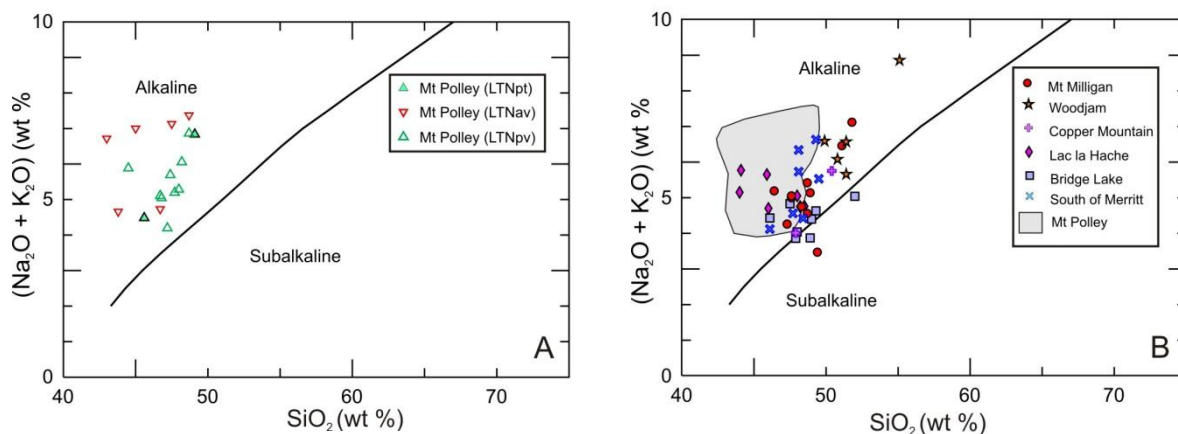 10
5
0
(Na₂O + K₂O) (wt %)
Alkaline
Subalkaline
Mt Polley (LTNpt)
Mt Polley (LTNav)
Mt Polley (LTNpv)
A
40
50
60
70
SiO₂ (wt %)
10
5
0
(Na₂O + K₂O) (wt %)
Alkaline
Subalkaline
Mt Milligan
Woodjam
Copper Mountain
Lac la Hache
Bridge Lake
South of Merritt
Mt Polley
B
40
50
60
70
SiO₂ (wt %)